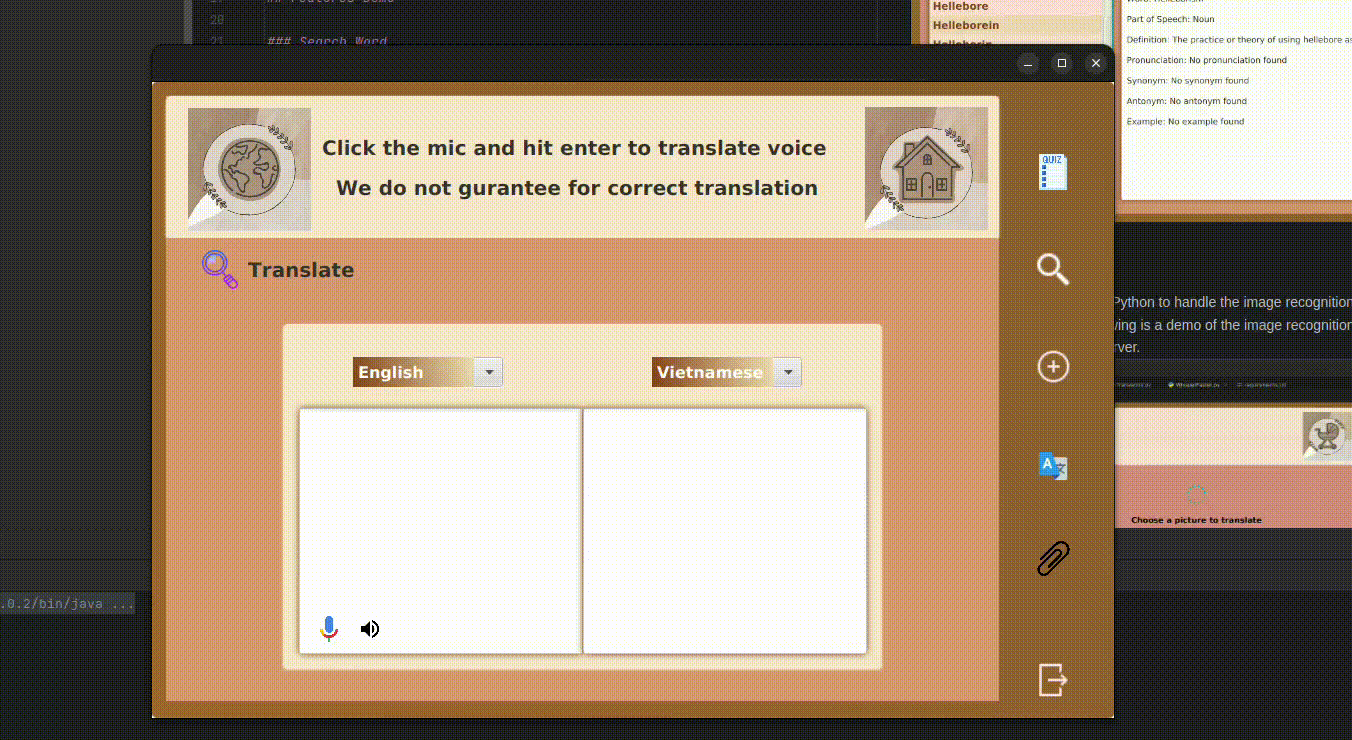 20
21
### Search Word
Hellebore
Helleborein
Part of Speech: Noun
Definition: The practice or theory of using hellebore as
Pronunciation: No pronunciation found
Synonym: No synonym found
Antonym: No antonym found
Example: No example found
Click the mic and hit enter to translate voice
We do not gurantee for correct translation
QUIZ
Translate
English
Vietnamese
A 文
Python to handle the image recognition
wing is a demo of the image recognition
rver.
Choose a picture to translate
.0.2/bin/java ...